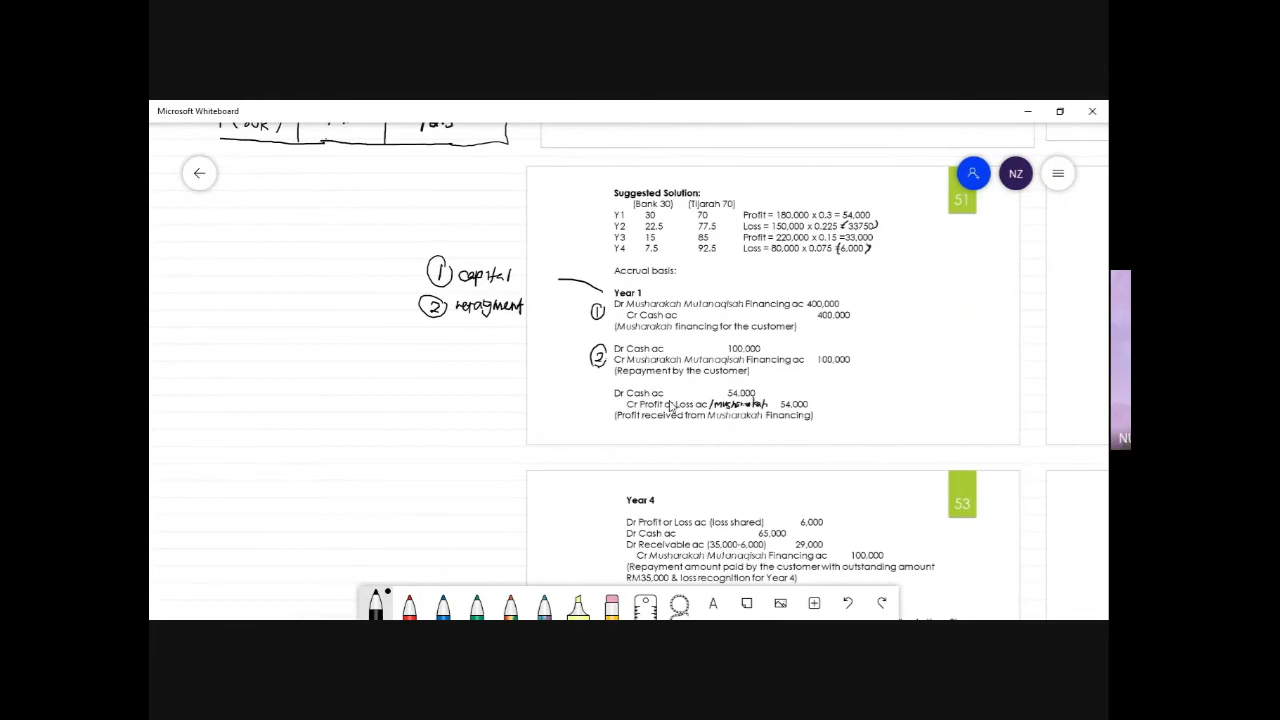 Microsoft Whiteboard
NZ
51
Suggested Solution:
(Bank 30) (Tijarah 70)
Y1 30 70 Profit = 180,000 x 0.3 = 54,000
Y2 22.5 77.5 Loss = 150,000 x 0.225 = (33750)
Y3 15 85 Profit = 220,000 x 0.15 =33,000
Y4 7.5 92.5 Loss = 80,000 x 0.075 = (6,000)
Accrual basis:
① capital
② repayment
Year 1
① Dr Musharakah Mutanaqisah Financing ac 400,000
Cr Cash ac 400,000
(Musharakah financing for the customer)
② Dr Cash ac 100,000
Cr Musharakah Mutanaqisah Financing ac 100,000
(Repayment by the customer)
Dr Cash ac 54,000
Cr Profit or Loss ac /musharakah 54,000
(Profit received from Musharakah Financing)
53
Year 4
Dr Profit or Loss ac (loss shared) 6,000
Dr Cash ac 65,000
Dr Receivable ac (35,000-6,000) 29,000
Cr Musharakah Mutanaqisah Financing ac 100,000
(Repayment amount paid by the customer with outstanding amount
RM35,000 & loss recognition for Year 4)